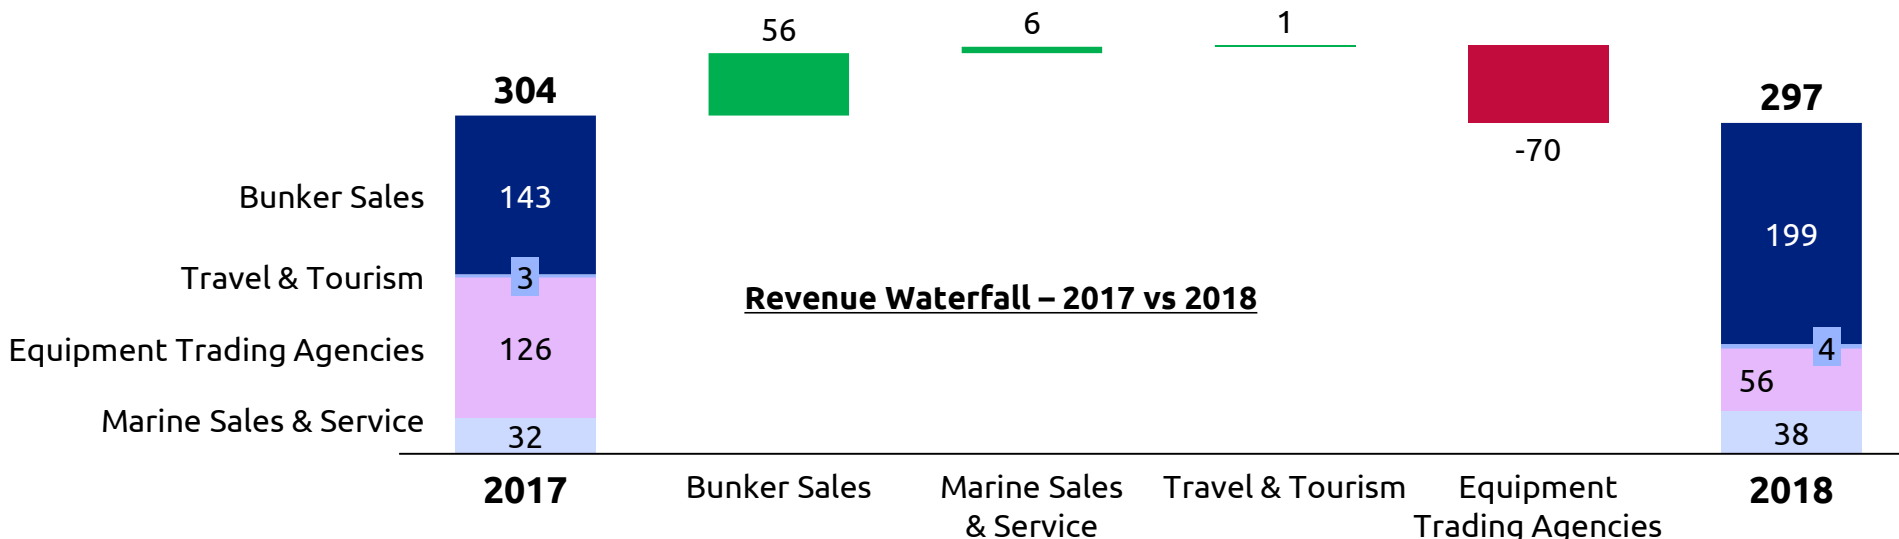 56
6
1
304
297
-70
Bunker Sales
143
199
Travel & Tourism
3
Revenue Waterfall – 2017 vs 2018
Equipment Trading Agencies
126
4
56
Marine Sales & Service
32
38
2017
Bunker Sales
Marine Sales
& Service
Travel & Tourism
Equipment
Trading Agencies
2018